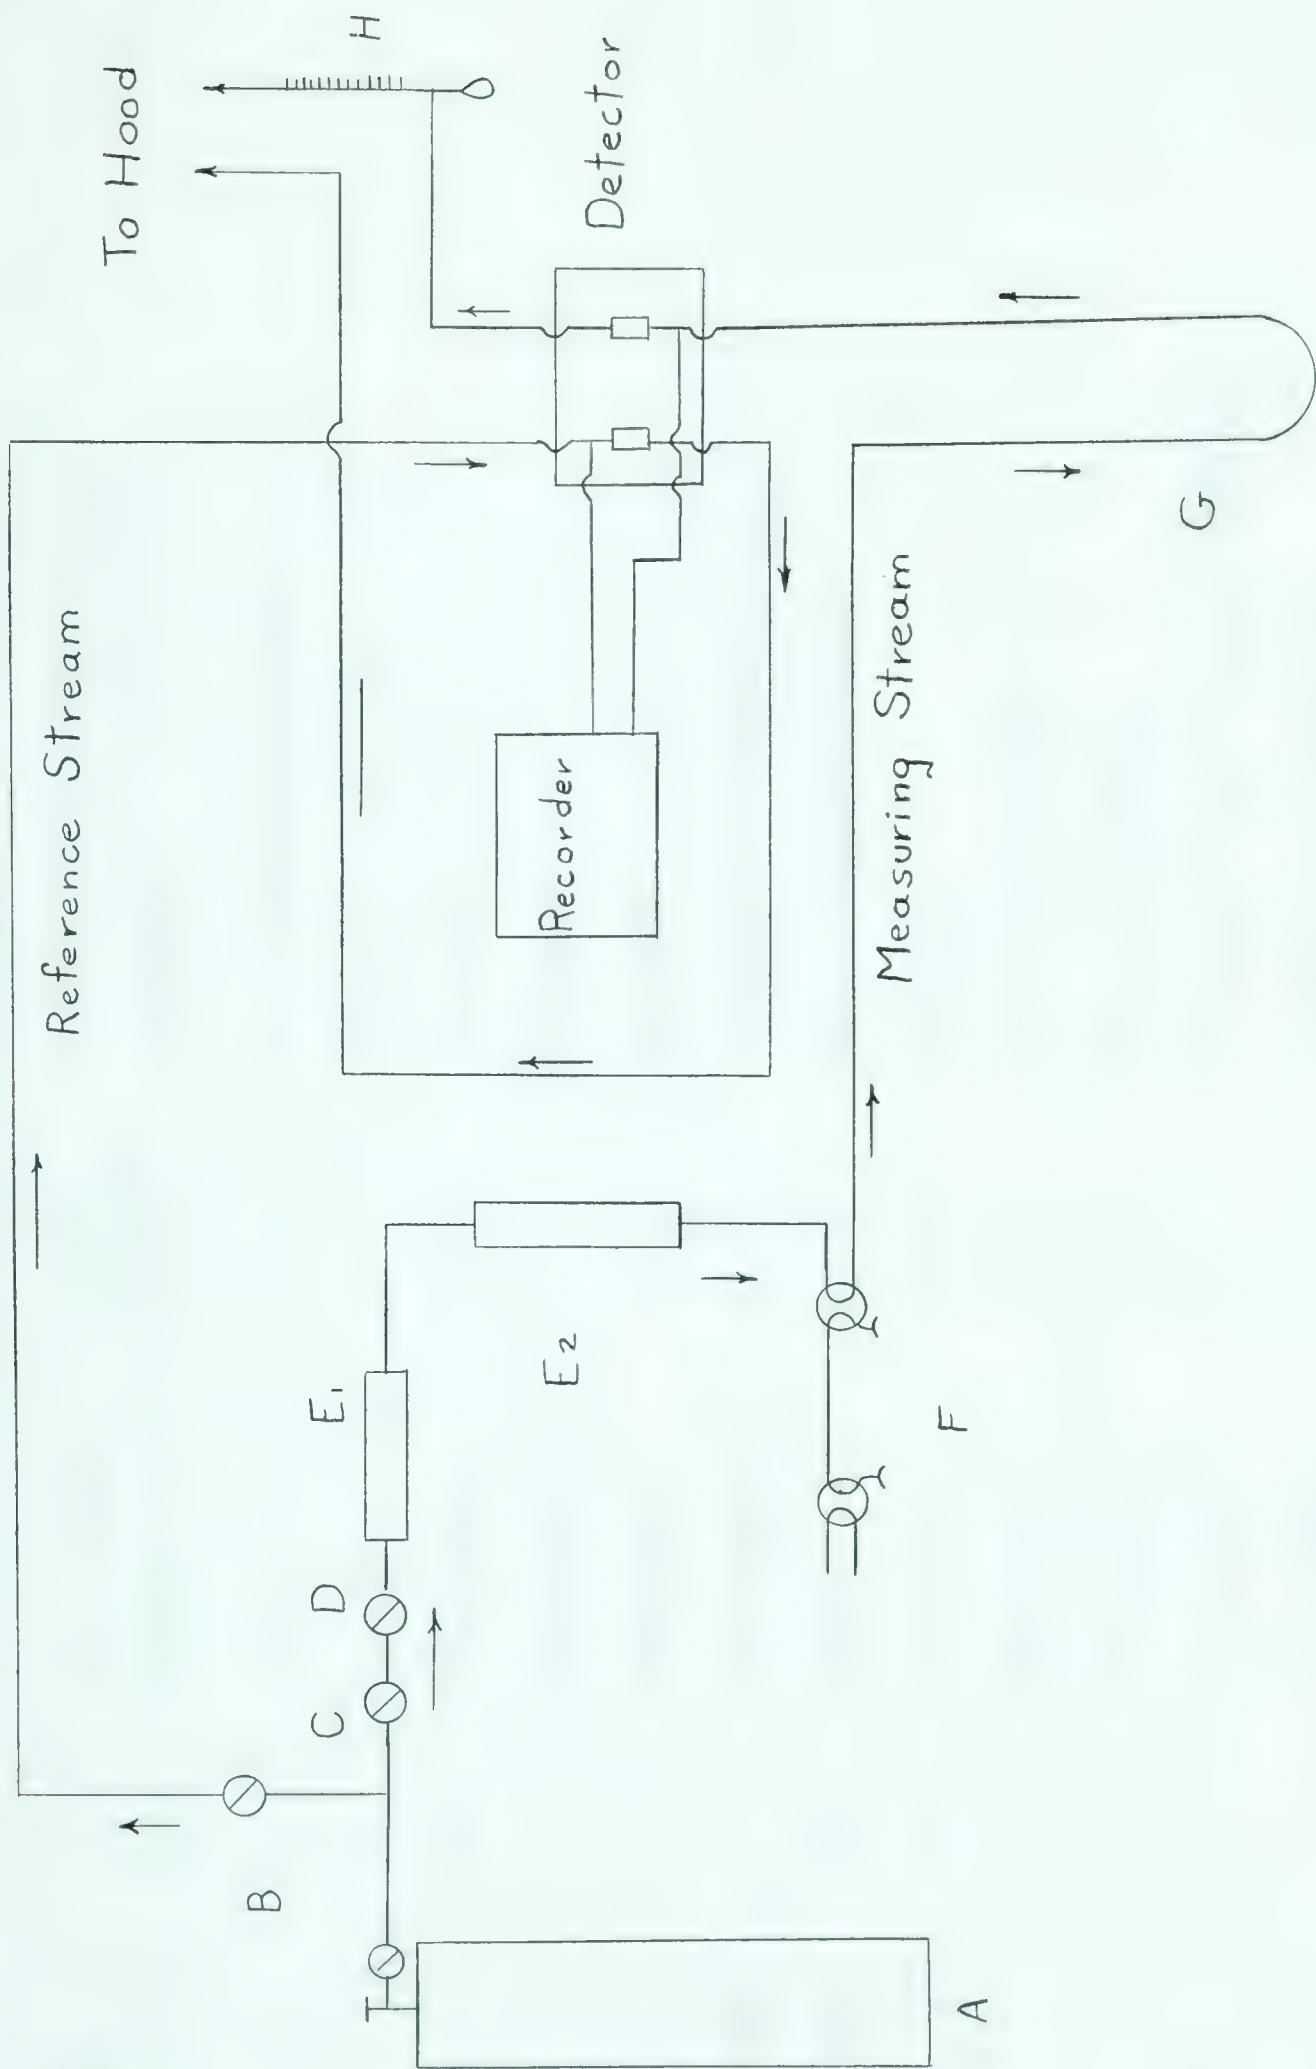 To Hood
H
Reference Stream
Detector
Recorder
E₁
D
C
B
E₂
Measuring Stream
G
F
A